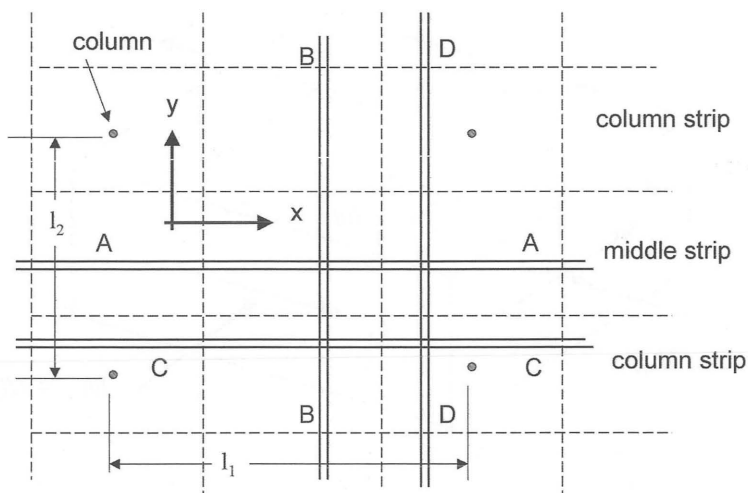 column
B
D
y
column strip
x
l₂
A
A
middle strip
C
C
column strip
B
D
l₁